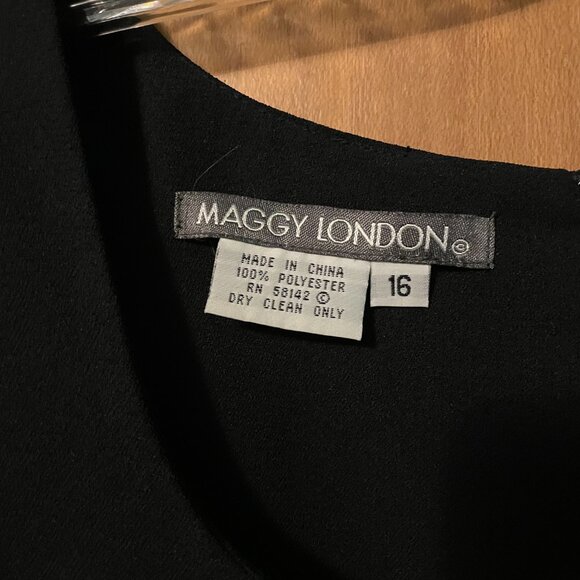 MAGGY LONDON©
MADE IN CHINA
100% POLYESTER
RN 58142 ©
DRY CLEAN ONLY
16